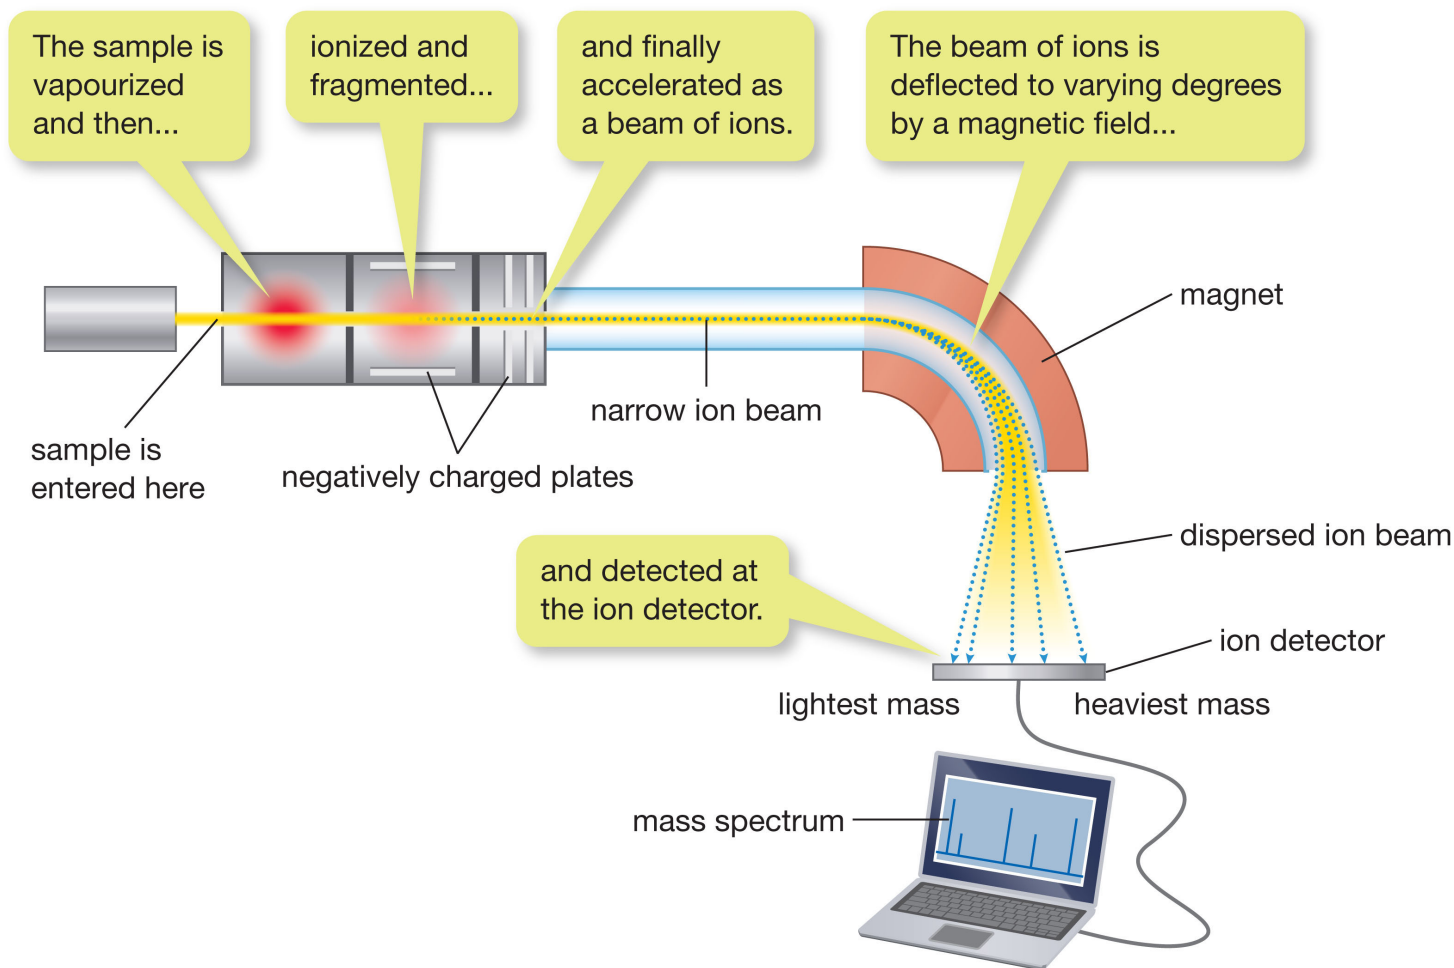 The sample is
vapourized
and then...
ionized and
fragmented...
and finally
accelerated as
a beam of ions.
The beam of ions is
deflected to varying degrees
by a magnetic field...
magnet
narrow ion beam
sample is
entered here
negatively charged plates
dispersed ion beam
and detected at
the ion detector.
ion detector
lightest mass
heaviest mass
mass spectrum